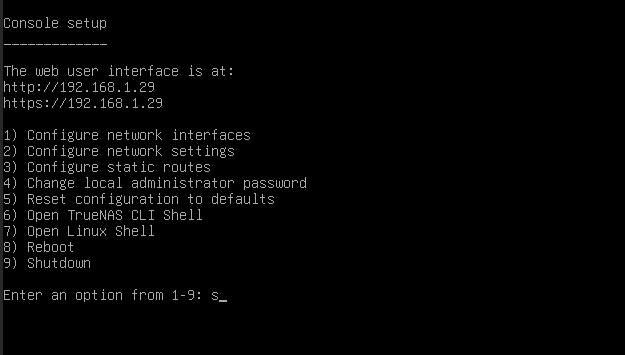 Console setup
-------------
The web user interface is at:
http://192.168.1.29
https://192.168.1.29
1) Configure network interfaces
2) Configure network settings
3) Configure static routes
4) Change local administrator password
5) Reset configuration to defaults
6) Open TrueNAS CLI Shell
7) Open Linux Shell
8) Reboot
9) Shutdown
Enter an option from 1-9: s_